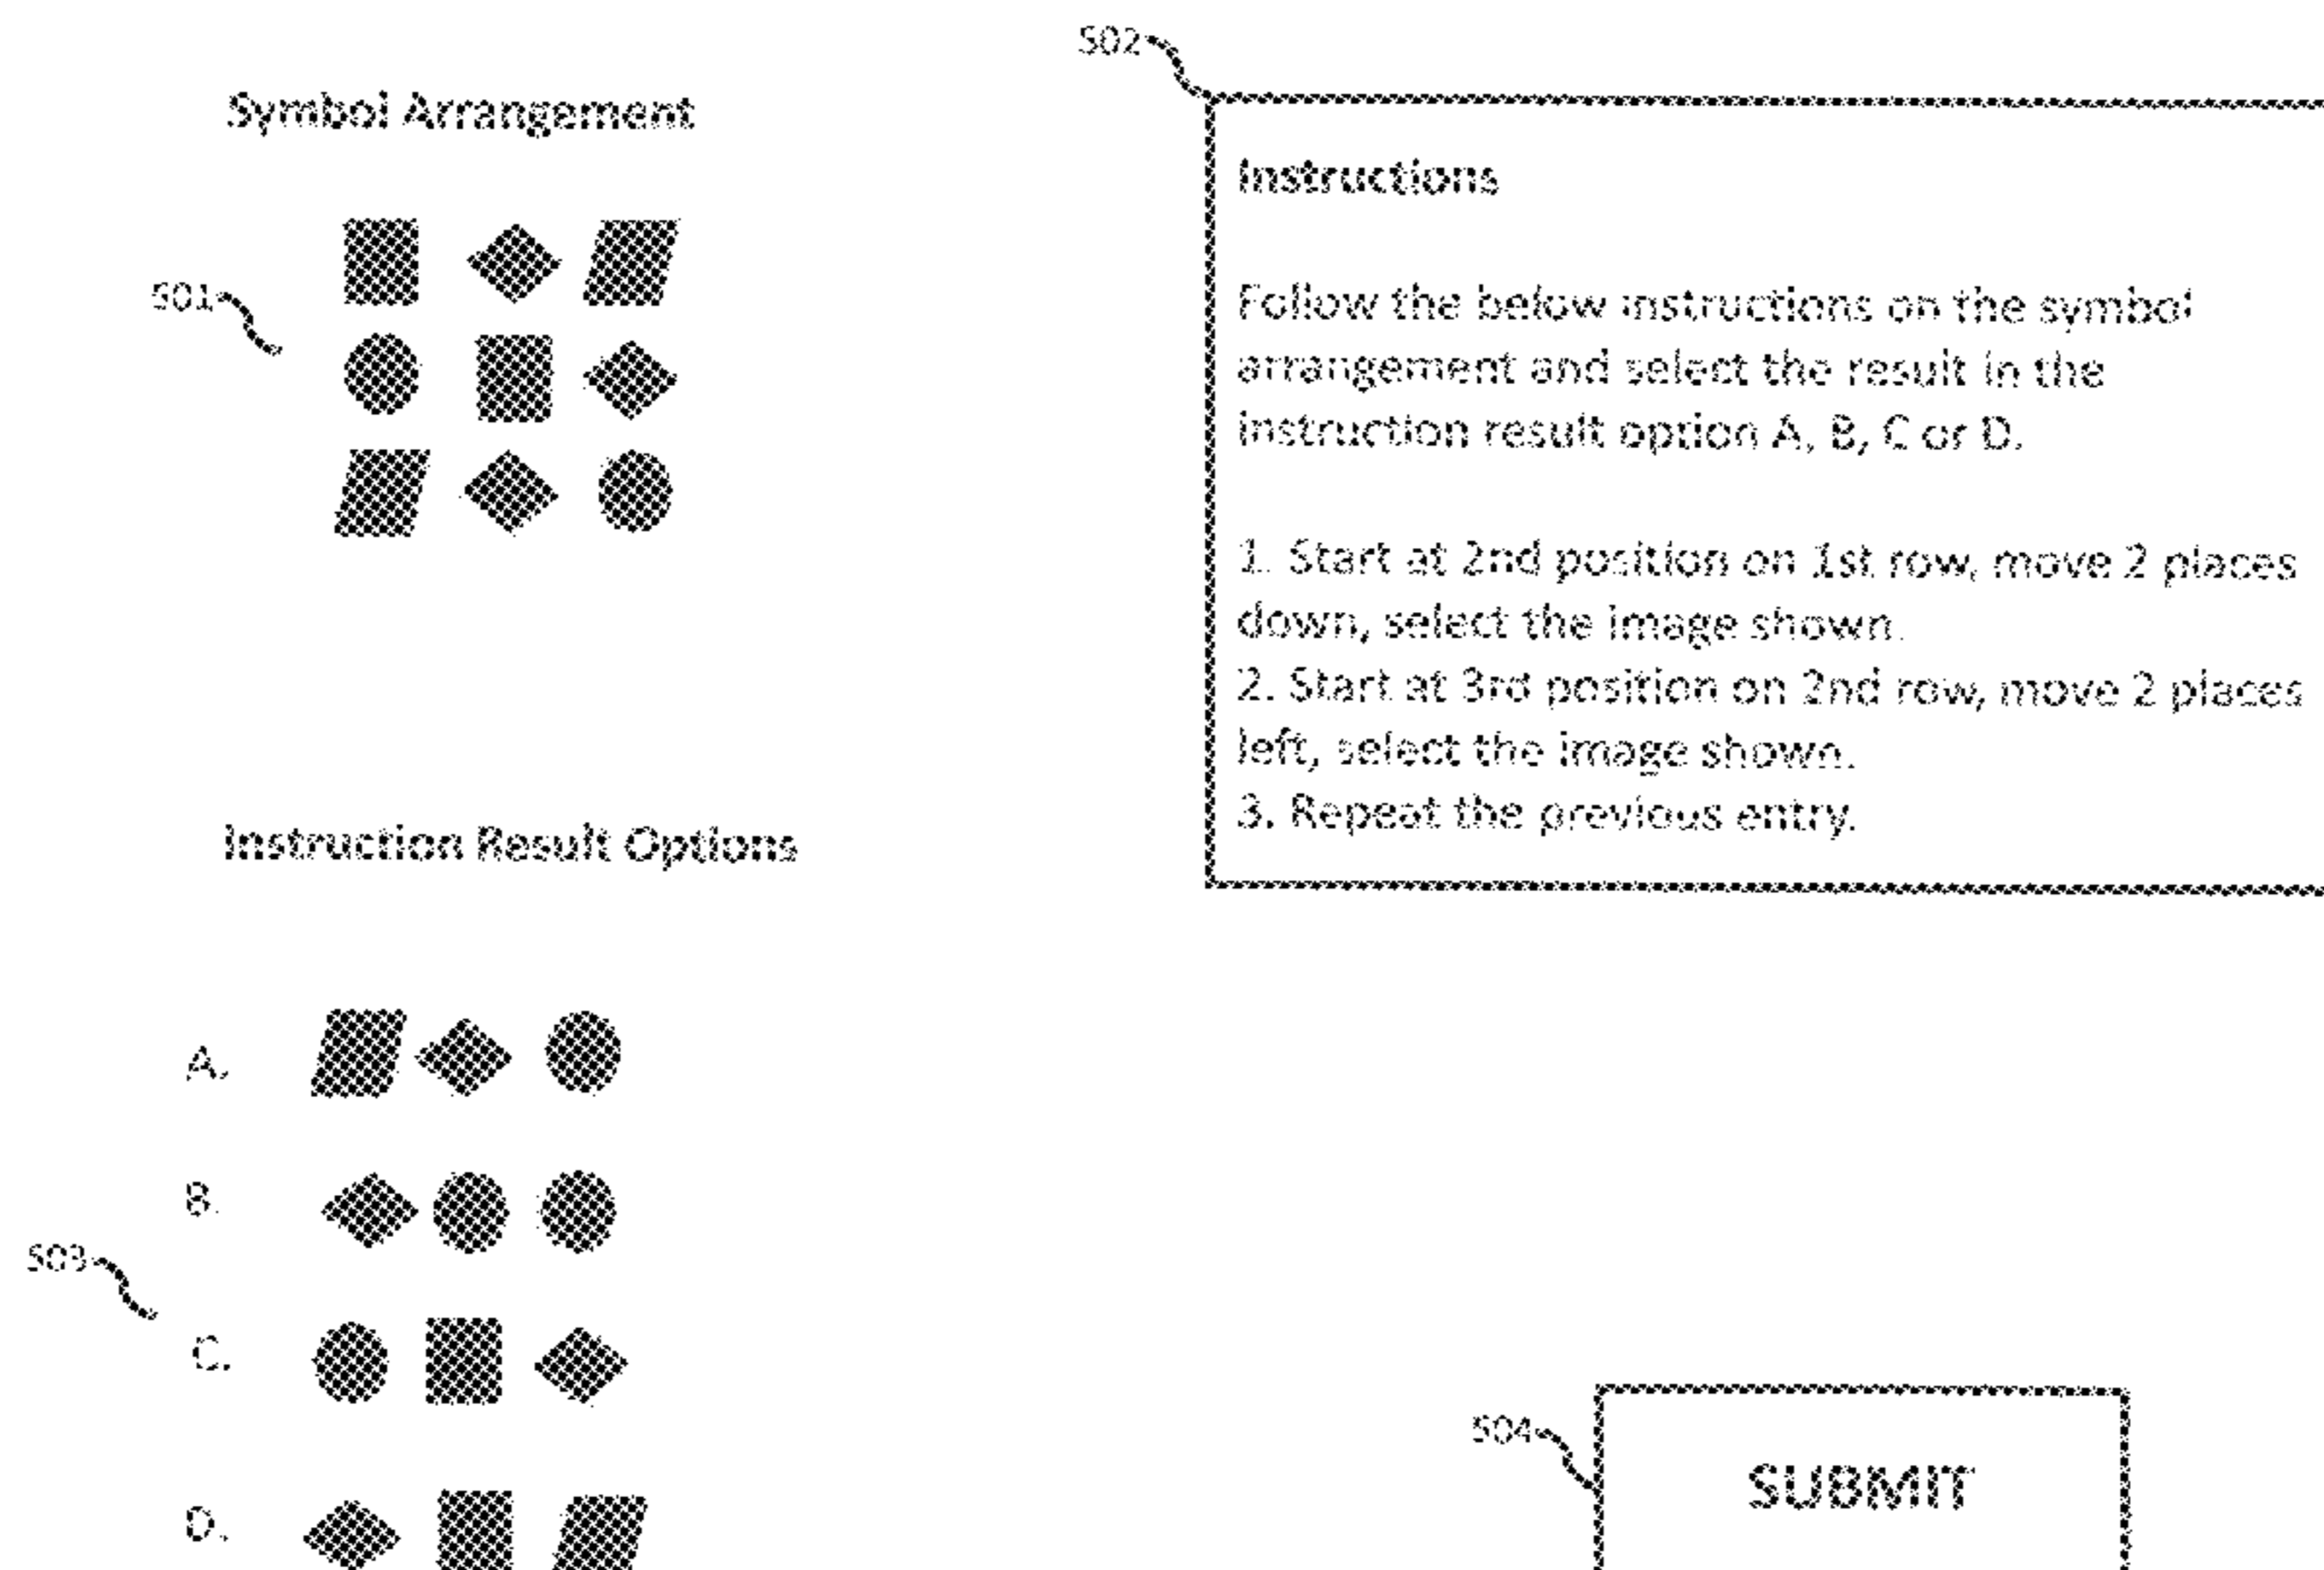 502
Symbol Arrangement
501
Instructions
Follow the below instructions on the symbol
arrangement and select the result in the
instruction result option A, B, C or D.
1. Start at 2nd position on 1st row, move 2 places
down, select the image shown.
2. Start at 3rd position on 2nd row, move 2 places
left, select the image shown.
3. Repeat the previous entry.
Instruction Result Options
A.
B.
503
C.
D.
504
SUBMIT